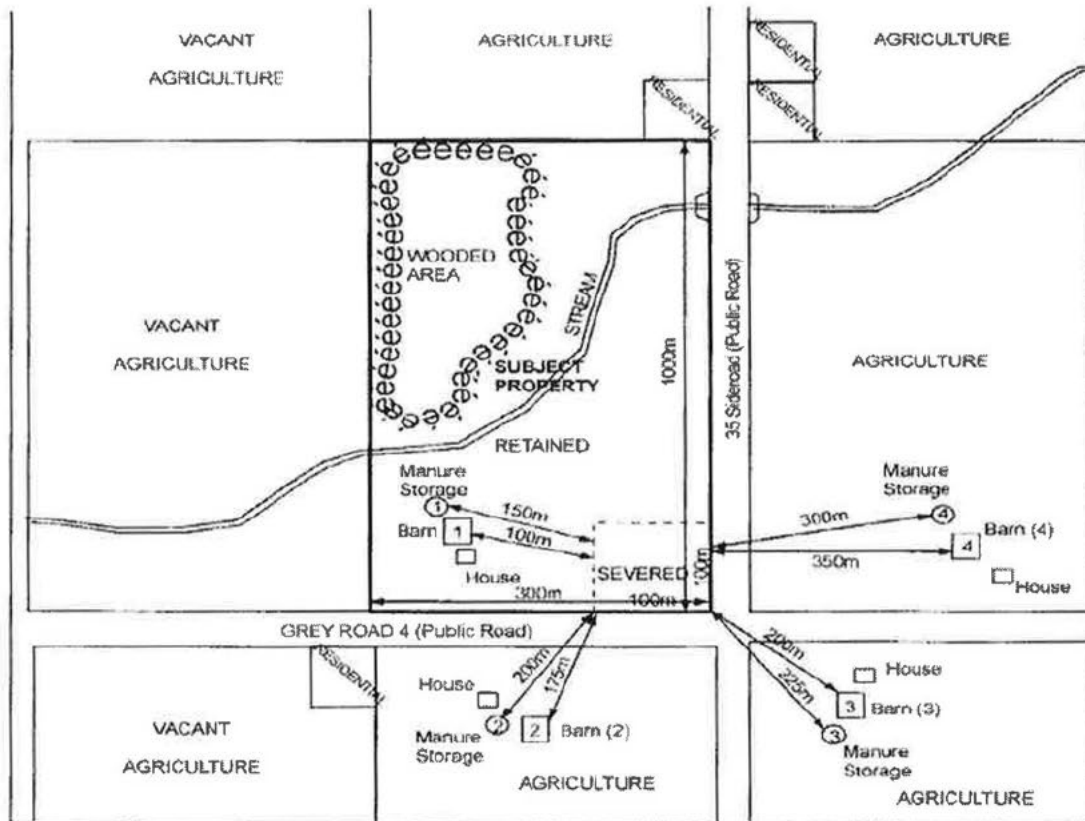 VACANT
AGRICULTURE
AGRICULTURE
RESIDENTIAL
RESIDENTIAL
RESIDENTIAL
AGRICULTURE
WOODED
AREA
STREAM
SUBJECT
PROPERTY
1000m
35 Sideroad (Public Road)
VACANT
AGRICULTURE
AGRICULTURE
RETAINED
Manure
Storage
1
150m
Barn
1
100m
House
SEVERED
100m
300m
100m
Manure
Storage
4
300m
Barn (4)
4
350m
House
GREY ROAD 4 (Public Road)
RESIDENTIAL
VACANT
AGRICULTURE
200m
175m
House
2
2
Barn (2)
Manure
Storage
AGRICULTURE
200m
225m
House
3
Barn (3)
3
Manure
Storage
AGRICULTURE